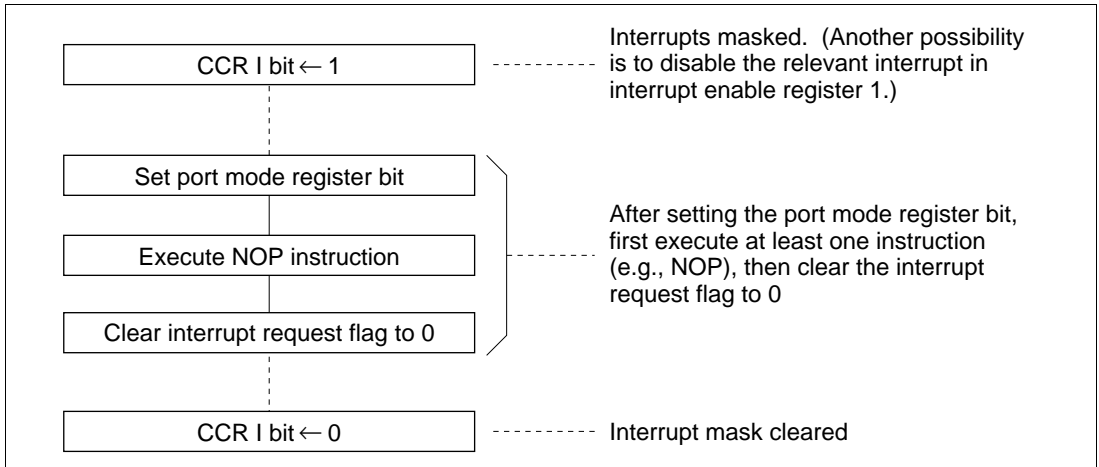 CCR I bit ← 1
Interrupts masked. (Another possibility
is to disable the relevant interrupt in
interrupt enable register 1.)
Set port mode register bit
Execute NOP instruction
Clear interrupt request flag to 0
After setting the port mode register bit,
first execute at least one instruction
(e.g., NOP), then clear the interrupt
request flag to 0
CCR I bit ← 0
Interrupt mask cleared